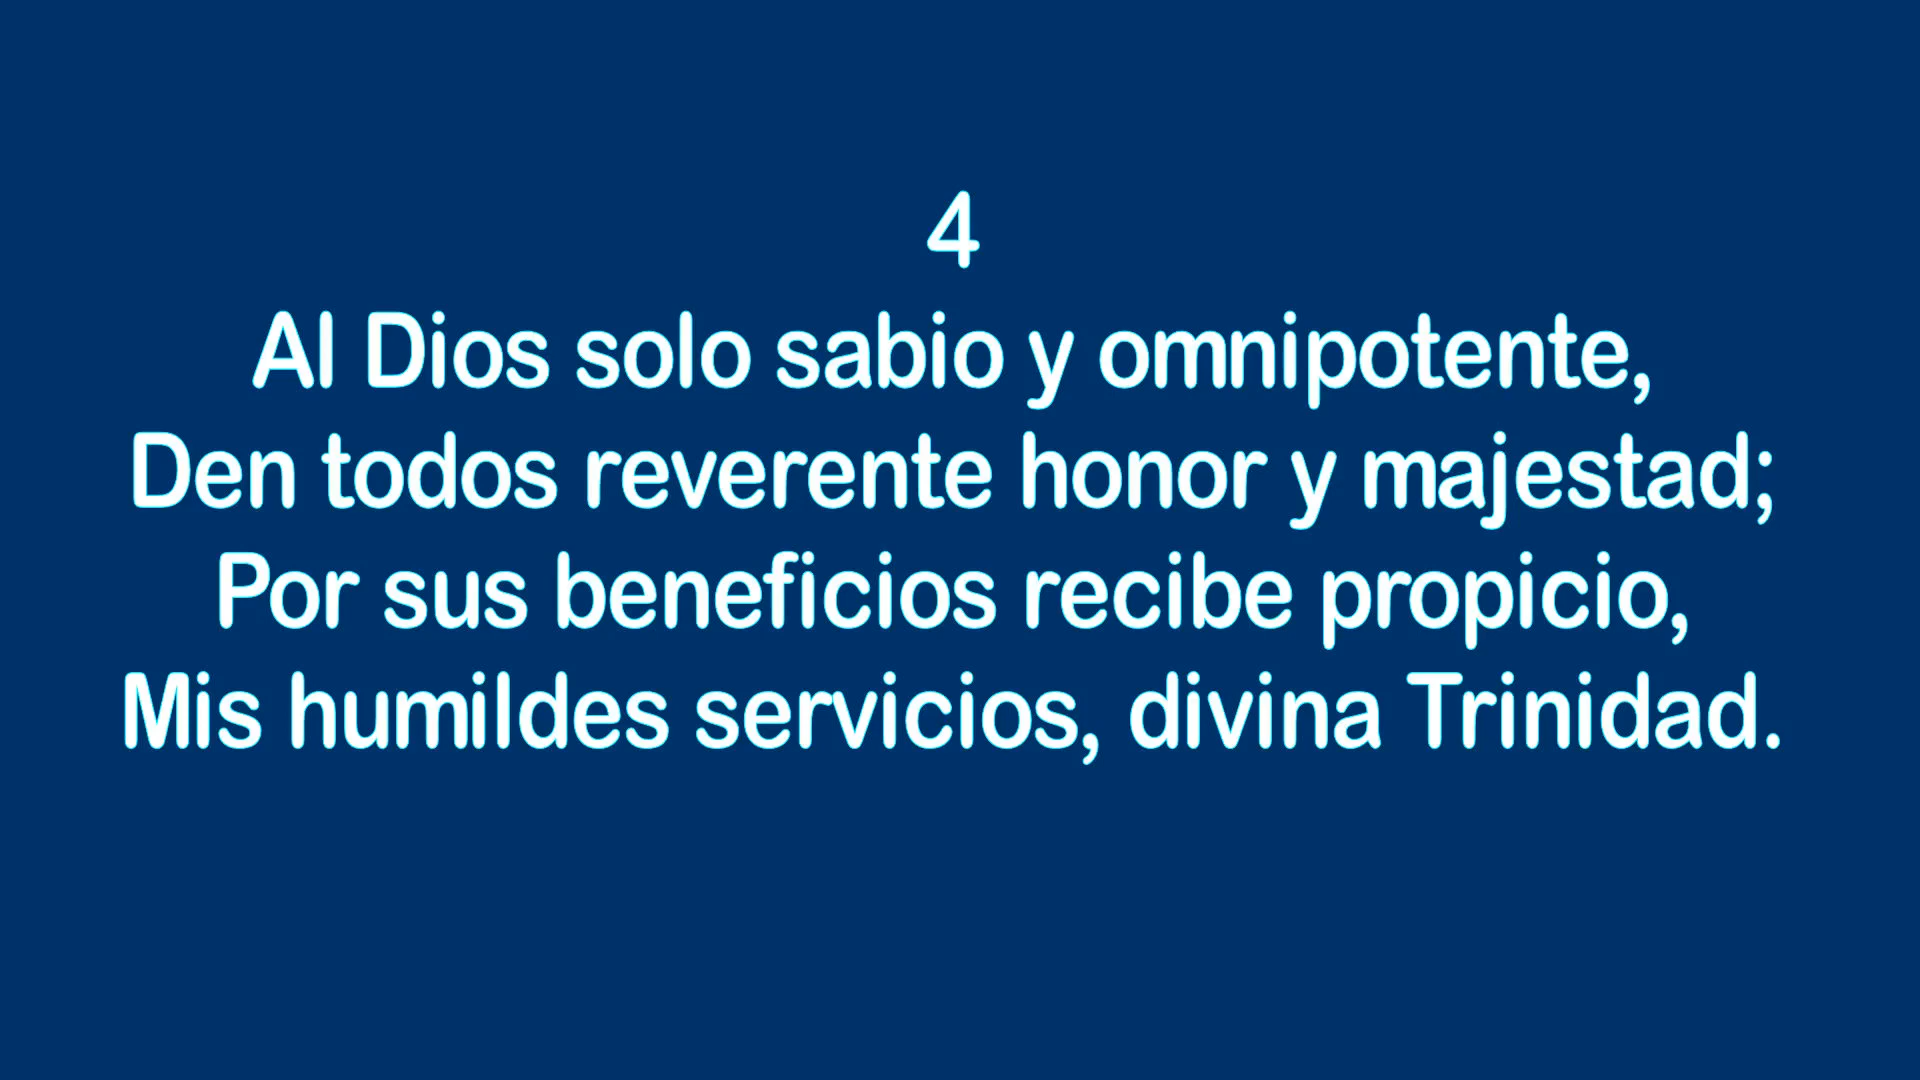 4
Al Dios solo sabio y omnipotente,
Den todos reverente honor y majestad;
Por sus beneficios recibe propicio,
Mis humildes servicios, divina Trinidad.